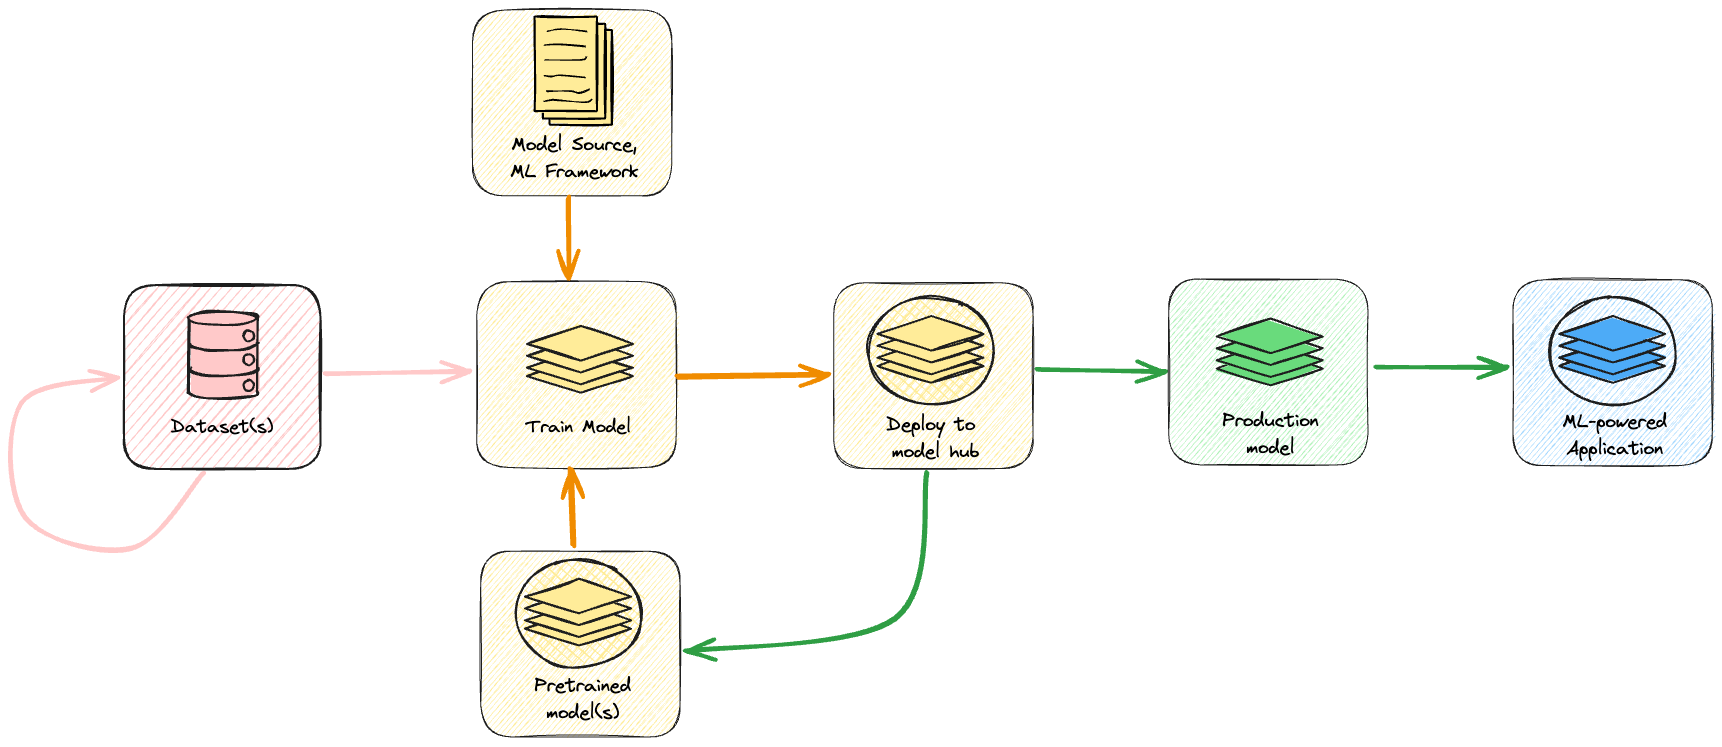 Model Source,
ML Framework
Dataset(s)
Train Model
Deploy to
model hub
Production
model
ML-powered
Application
Pretrained
model(s)